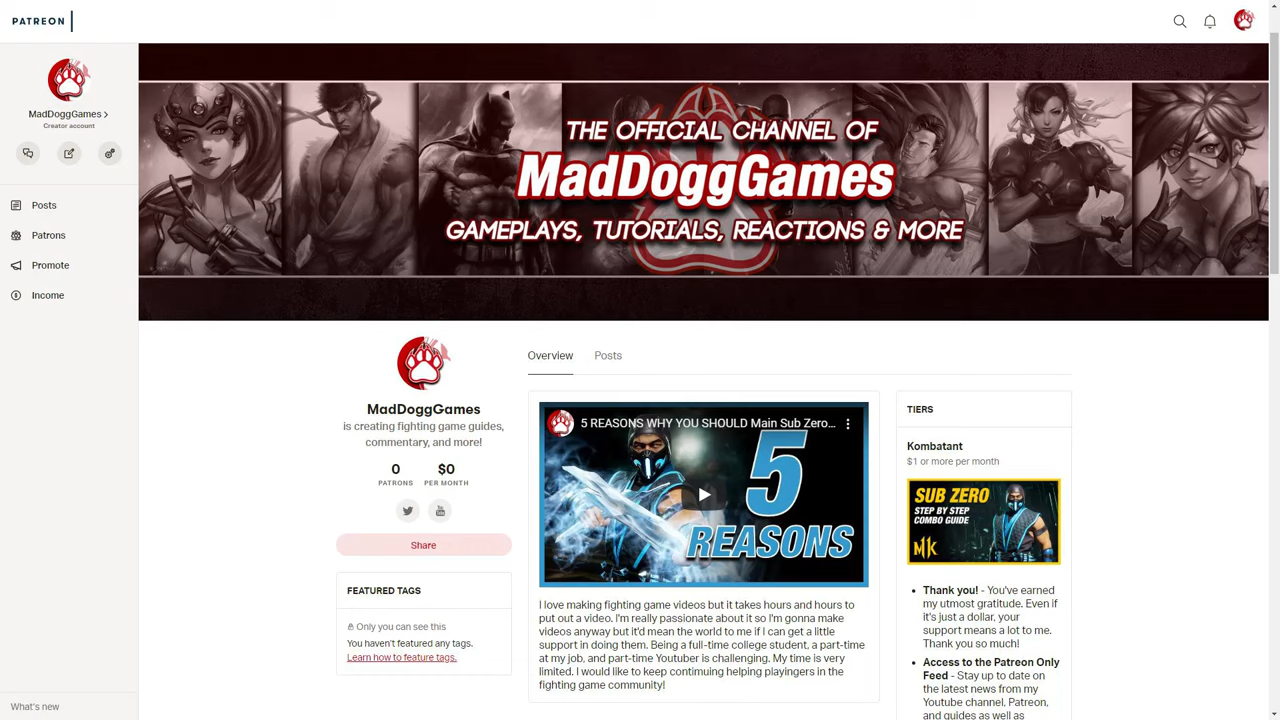 PATREON
MadDoggGames
Creator account
Posts
Patrons
Promote
Income
What's new
THE OFFICIAL CHANNEL OF
MadDoggGames
GAMEPLAYS, TUTORIALS, REACTIONS & MORE
MadDoggGames
is creating fighting game guides,
commentary, and more!
0
PATRONS
$0
PER MONTH
Share
FEATURED TAGS
Only you can see this
You haven't featured any tags.
Learn how to feature tags.
Overview
Posts
5 REASONS WHY YOU SHOULD Main Sub Zero...
5
REASONS
I love making fighting game videos but it takes hours and hours to
put out a video. I'm really passionate about it so I'm gonna make
videos anyway but it'd mean the world to me if I can get a little
support in doing them. Being a full-time college student, a part-time
at my job, and part-time Youtuber is challenging. My time is very
limited. I would like to keep continuing helping playingers in the
fighting game community!
TIERS
Kombatant
$1 or more per month
SUB ZERO
STEP BY STEP
COMBO GUIDE
MK
Thank you! - You've earned
my utmost gratitude. Even if
it's just a dollar, your
support means a lot to me.
Thank you so much!
Access to the Patreon Only
Feed - Stay up to date on
the latest news from my
Youtube channel, Patreon,
and guides as well as